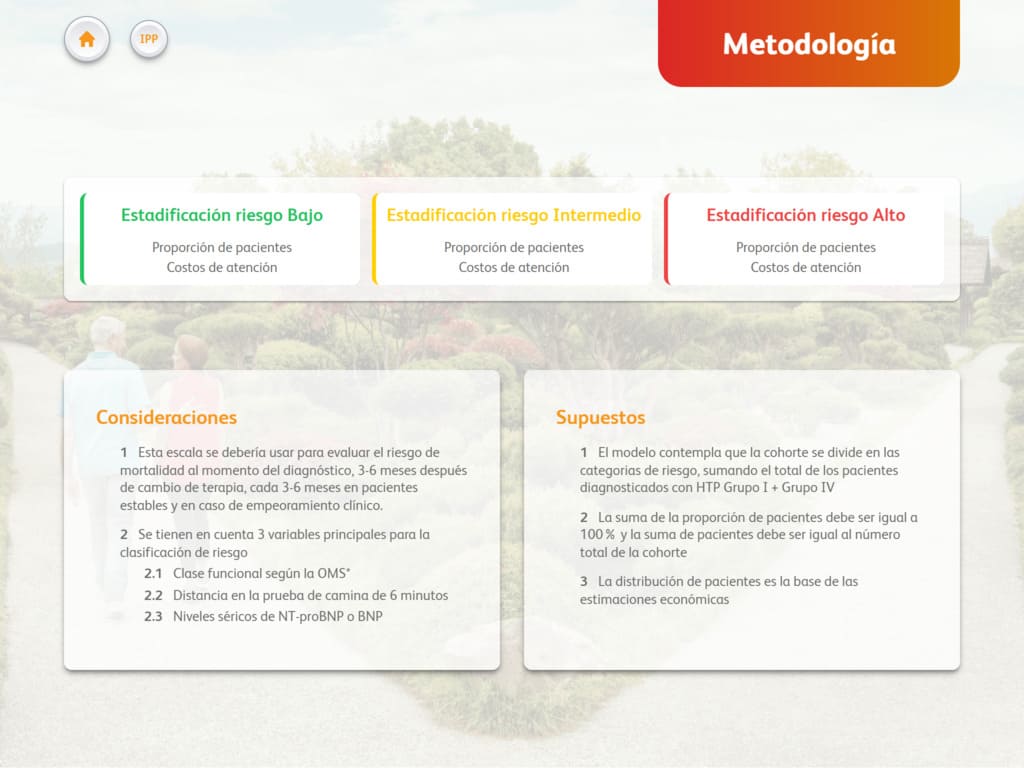 IPP
Metodología
Estadificación riesgo Bajo
Proporción de pacientes
Costos de atención
Estadificación riesgo Intermedio
Proporción de pacientes
Costos de atención
Estadificación riesgo Alto
Proporción de pacientes
Costos de atención
Consideraciones
1 Esta escala se debería usar para evaluar el riesgo de
mortalidad al momento del diagnóstico, 3-6 meses después
de cambio de terapia, cada 3-6 meses en pacientes
estables y en caso de empeoramiento clínico.
2 Se tienen en cuenta 3 variables principales para la
clasificación de riesgo
2.1 Clase funcional según la OMS*
2.2 Distancia en la prueba de camina de 6 minutos
2.3 Niveles séricos de NT-proBNP o BNP
Supuestos
1 El modelo contempla que la cohorte se divide en las
categorias de riesgo, sumando el total de los pacientes
diagnosticados con HTP Grupo I + Grupo IV
2 La suma de la proporción de pacientes debe ser igual a
100% y la suma de pacientes debe ser igual al número
total de la cohorte
3 La distribución de pacientes es la base de las
estimaciones económicas